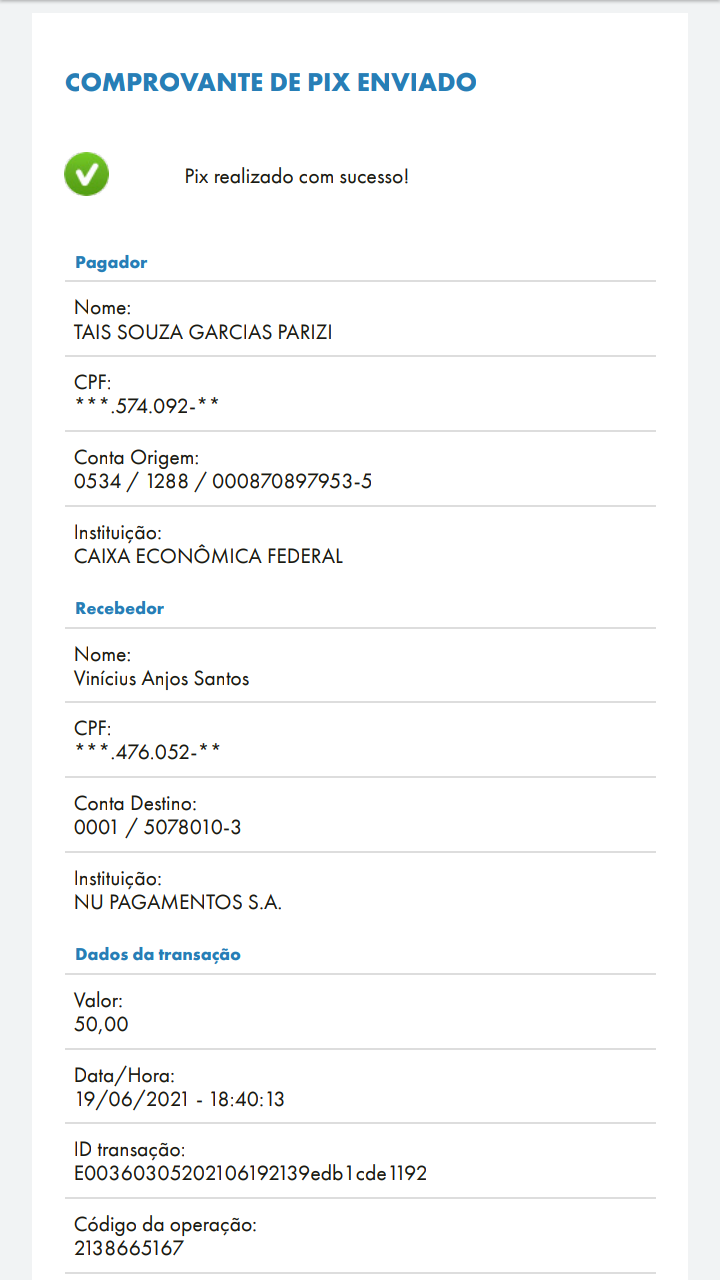 COMPROVANTE DE PIX ENVIADO
Pix realizado com sucesso!
Pagador
Nome:
TAIS SOUZA GARCIAS PARIZI
CPF:
***.574.092-**
Conta Origem:
0534 / 1288 / 000870897953-5
Instituição:
CAIXA ECONÔMICA FEDERAL
Recebedor
Nome:
Vinícius Anjos Santos
CPF:
***.476.052-**
Conta Destino:
0001 / 5078010-3
Instituição:
NU PAGAMENTOS S.A.
Dados da transação
Valor:
50,00
Data/Hora:
19/06/2021 - 18:40:13
ID transação:
E00360305202106192139edb1cde1192
Código da operação:
2138665167